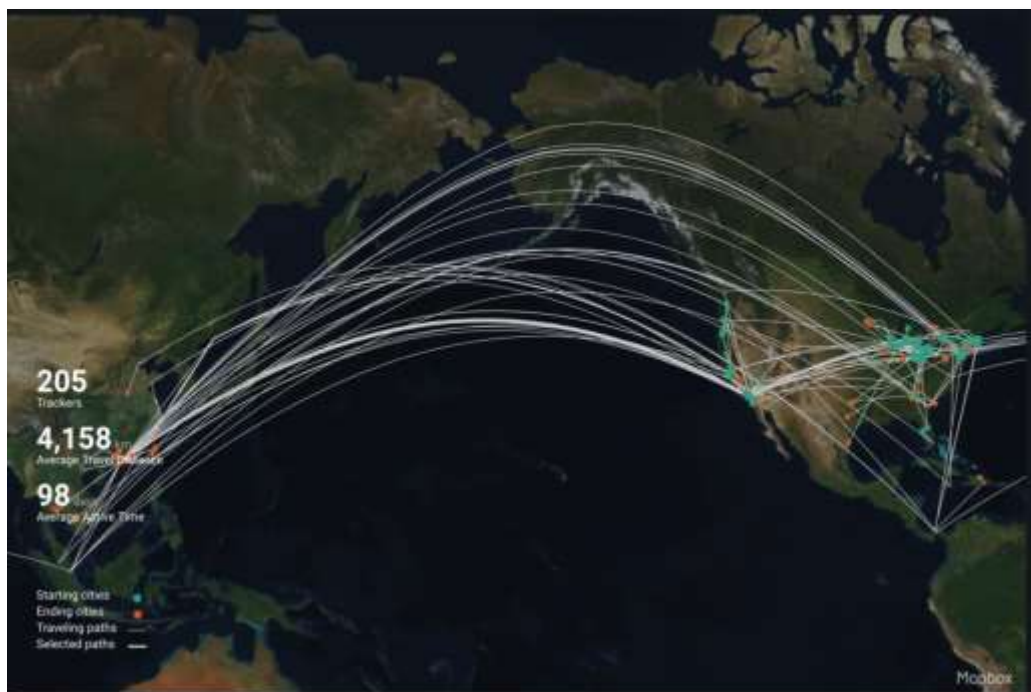 205
Trackers
4,158 km
Average Travel Distance
98
Average Active Time
Starting cities
Ending cities
Traveling paths
Selected paths
Mapbox